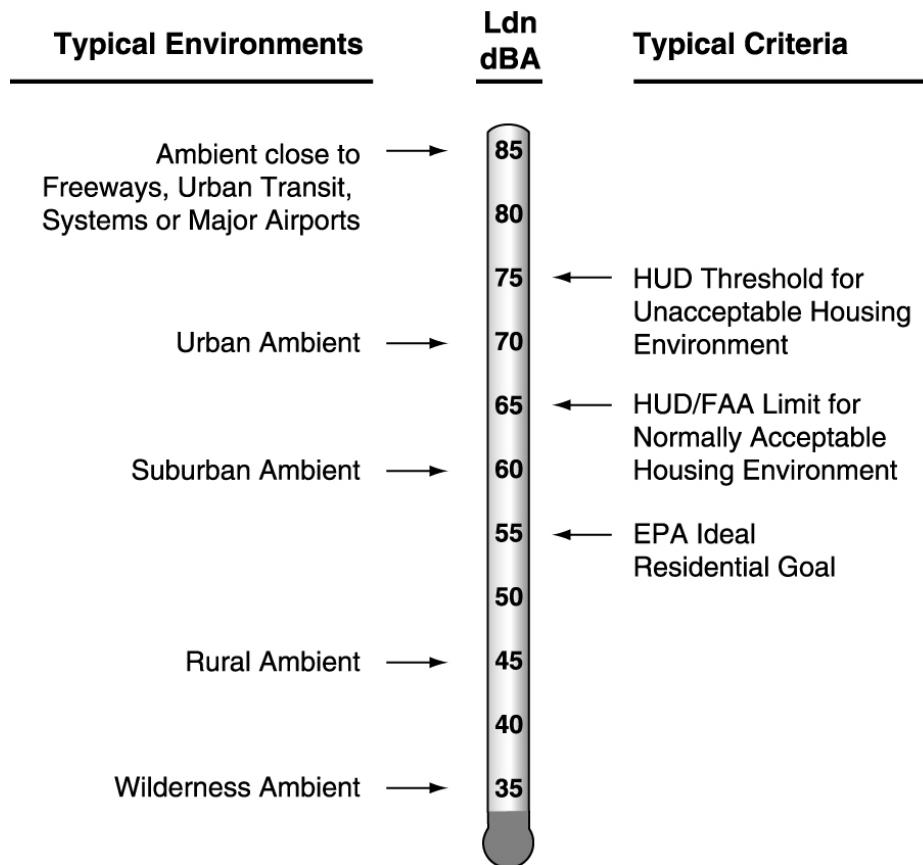 Typical Environments
Ldn
dBA
Typical Criteria
Ambient close to
Freeways, Urban Transit,
Systems or Major Airports
85
80
75
HUD Threshold for
Unacceptable Housing
Environment
Urban Ambient
70
65
HUD/FAA Limit for
Normally Acceptable
Housing Environment
Suburban Ambient
60
55
EPA Ideal
Residential Goal
50
Rural Ambient
45
40
Wilderness Ambient
35